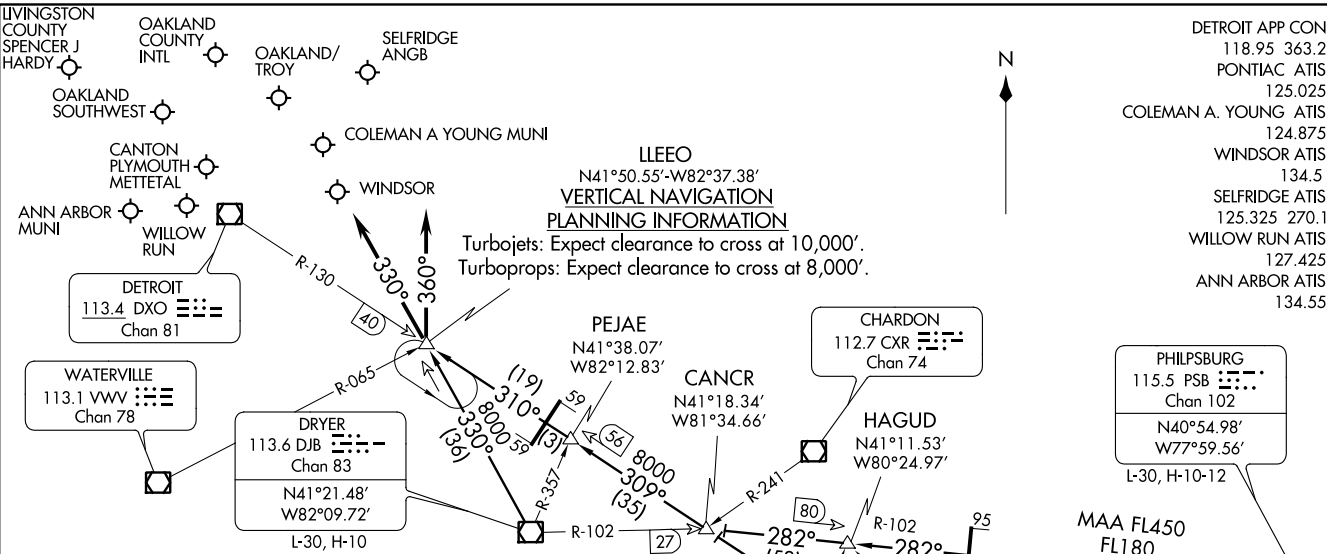 LIVINGSTON
COUNTY
SPENCER J
HARDY
OAKLAND
COUNTY
INTL
OAKLAND/
TROY
SELFRIDGE
ANGB
OAKLAND
SOUTHWEST
COLEMAN A YOUNG MUNI
CANTON
PLYMOUTH
METTETAL
WINDSOR
ANN ARBOR
MUNI
WILLOW
RUN
N
DETROIT APP CON
118.95 363.2
PONTIAC ATIS
125.025
COLEMAN A. YOUNG ATIS
124.875
WINDSOR ATIS
134.5
SELFRIDGE ATIS
125.325 270.1
WILLOW RUN ATIS
127.425
ANN ARBOR ATIS
134.55
LLEEO
N41°50.55'-W82°37.38'
VERTICAL NAVIGATION
PLANNING INFORMATION
Turbojets: Expect clearance to cross at 10,000'.
Turboprops: Expect clearance to cross at 8,000'.
R-130
330°
360°
40
DETROIT
113.4 DXO
Chan 81
WATERVILLE
113.1 VWV
Chan 78
R-065
DRYER
113.6 DJB
Chan 83
N41°21.48'
W82°09.72'
L-30, H-10
8000
330°
(36)
(19)
310°
(3)
59
59
PEJAE
N41°38.07'
W82°12.83'
R-357
56
8000
309°
(35)
CANCR
N41°18.34'
W81°34.66'
R-102
27
CHARDON
112.7 CXR
Chan 74
R-241
HAGUD
N41°11.53'
W80°24.97'
80
R-102
282°
282°
95
PHILPSBURG
115.5 PSB
Chan 102
N40°54.98'
W77°59.56'
L-30, H-10-12
MAA FL450
FL180